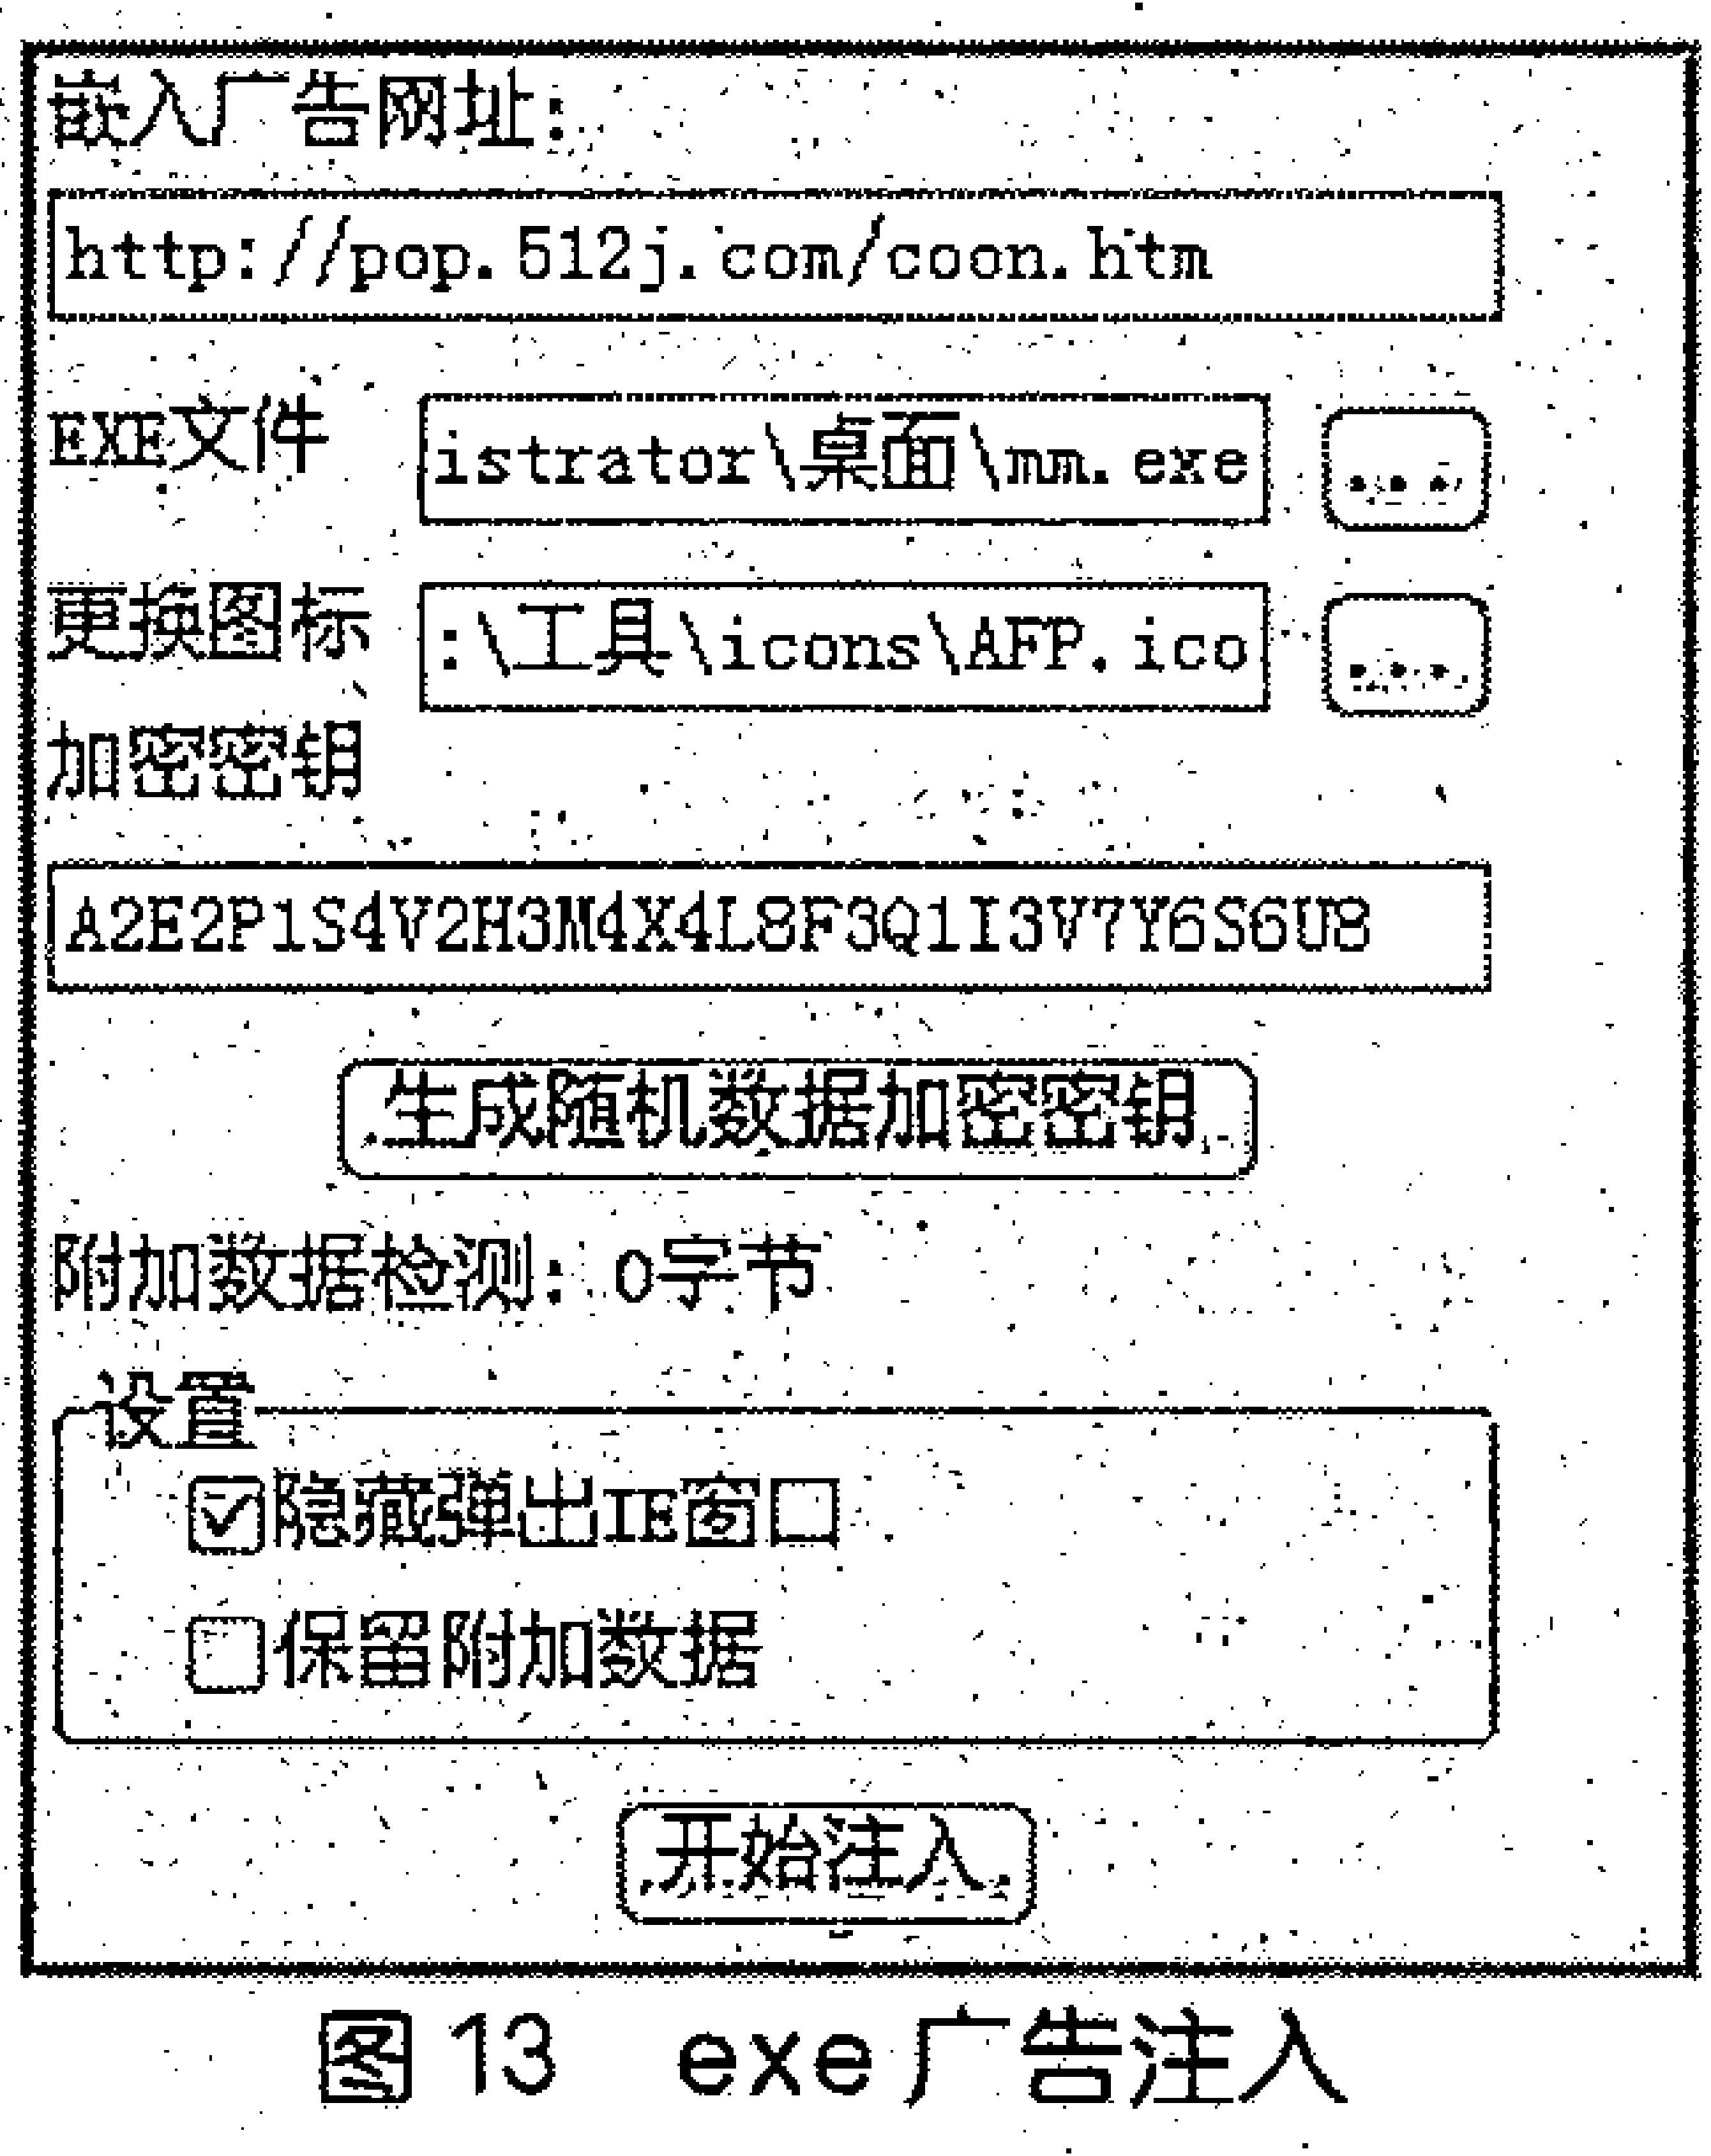 嵌入广告网址:
http://pop.512j.com/coon.htm
EXE文件 istrator\桌面\mm.exe ...
更换图标 :\工具\icons\AFP.ico ...
加密密钥
A2E2P1S4V2H3M4X4L8F3Q1I3V7Y6S6U8
生成随机数据加密密钥
附加数据检测: 0字节
设置
隐藏弹出IE窗口
保留附加数据
开始注入
图13 exe广告注入